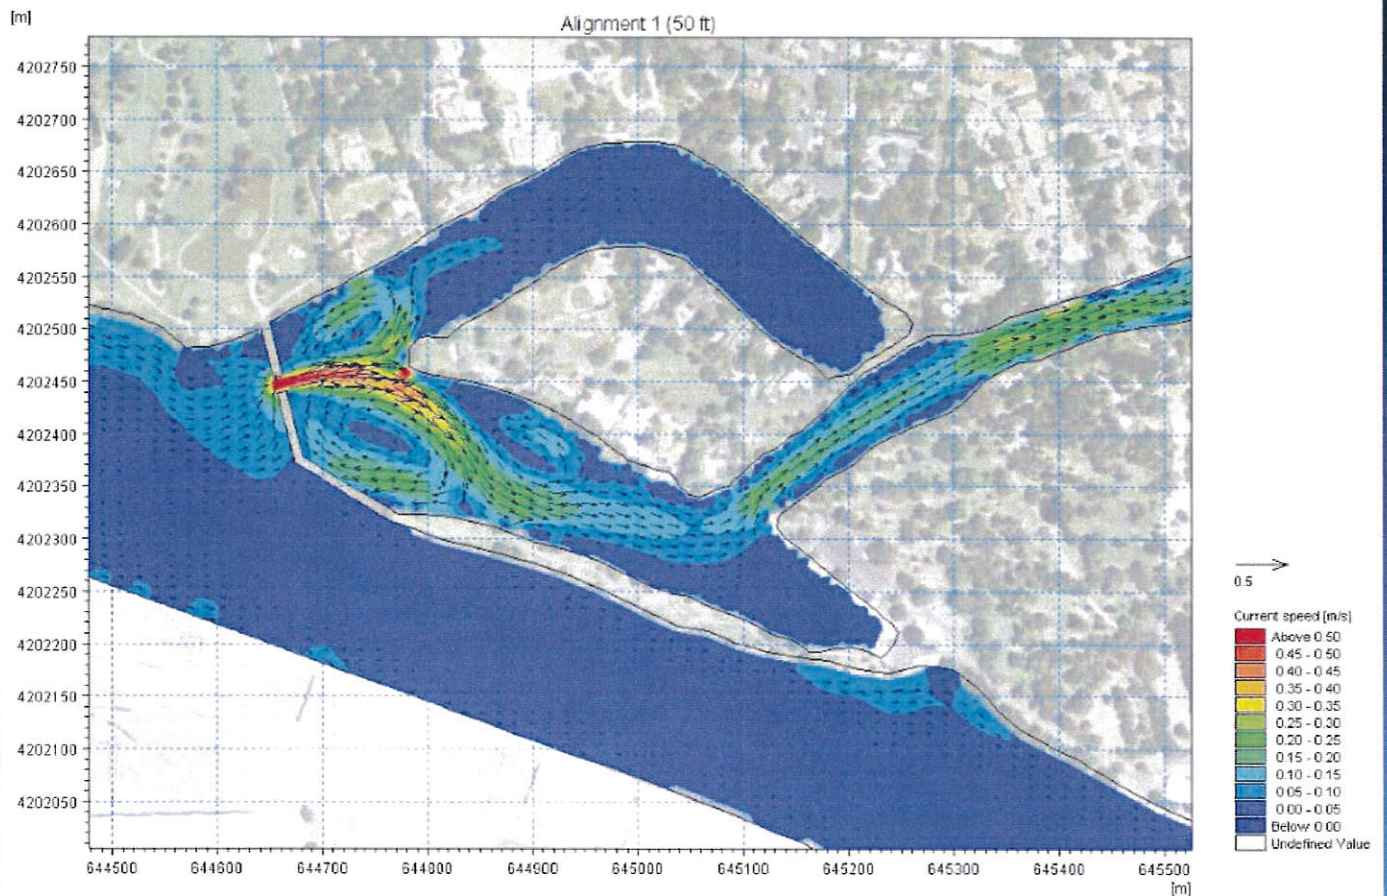 [m]
Alignment 1 (50 ft)
4202750
4202700
4202650
4202600
4202550
4202500
4202450
4202400
4202350
4202300
4202250
4202200
4202150
4202100
4202050
644500
644600
644700
644800
644900
645000
645100
645200
645300
645400
645500
[m]
0.5
Current speed [m/s]
Above 0.50
0.45 - 0.50
0.40 - 0.45
0.35 - 0.40
0.30 - 0.35
0.25 - 0.30
0.20 - 0.25
0.15 - 0.20
0.10 - 0.15
0.05 - 0.10
0.00 - 0.05
Below 0.00
Undefined Value